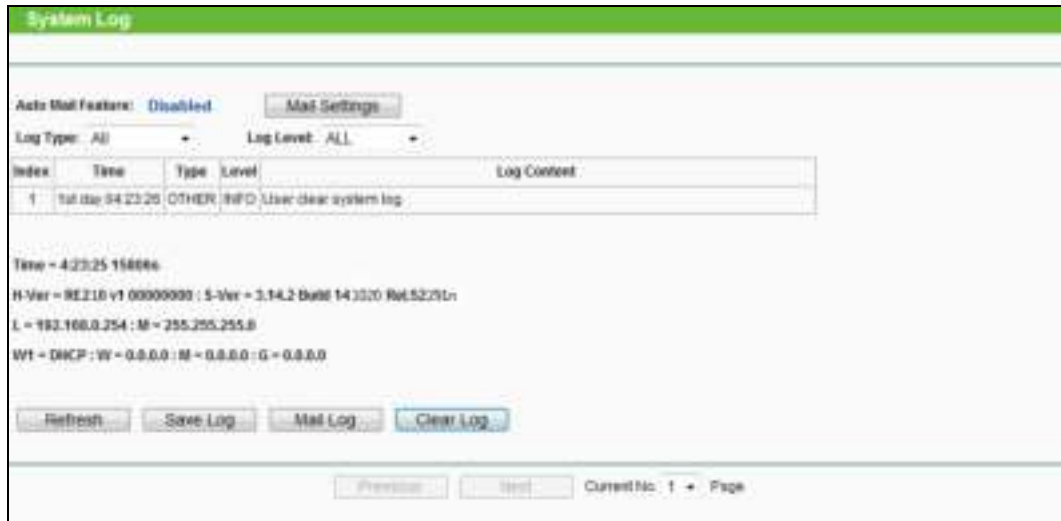 System Log
Auto Mail Feature: Disabled Mail Settings
Log Type: All Log Level: ALL
Index Time Type Level Log Content
1 1st day 04:23:26 OTHER INFO User clear system log
Time = 4:23:25 15806s
H-Ver = RE210 v1 00000000 : S-Ver = 3.14.2 Build 141020 Rel.52291n
L = 192.168.0.254 : M = 255.255.255.0
W1 = DHCP : W = 0.0.0.0 : M = 0.0.0.0 : G = 0.0.0.0
Refresh Save Log Mail Log Clear Log
Previous Next Current No. 1 Page